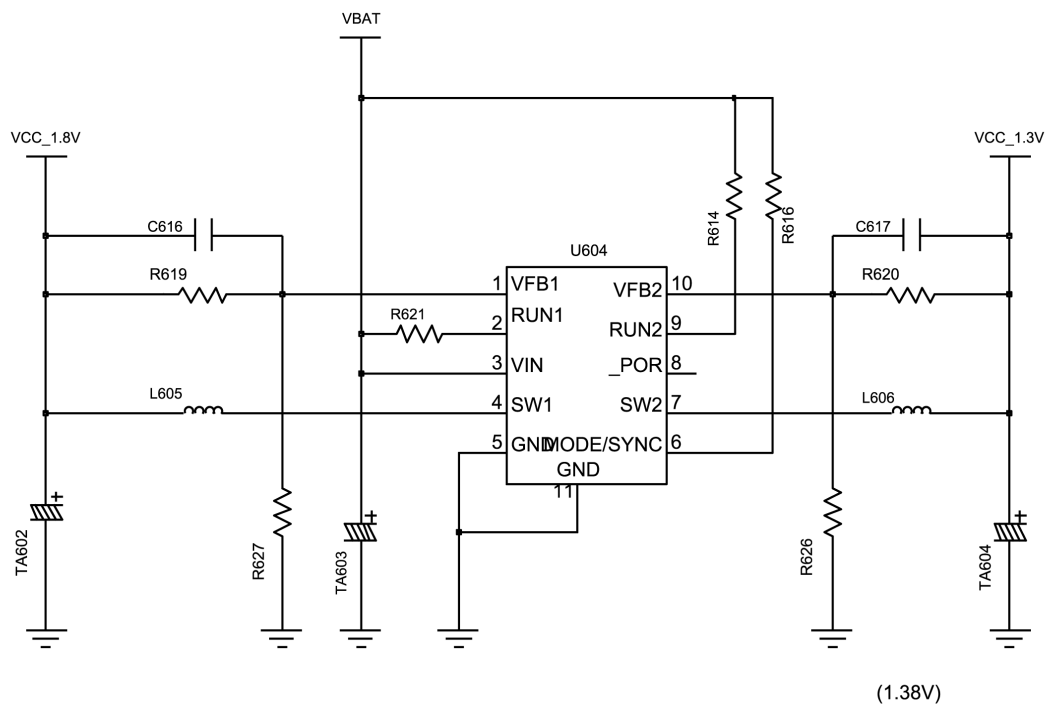 VBAT
VCC_1.8V
VCC_1.3V
C616
R614
R616
C617
U604
R619
1
VFB1
VFB2
10
R620
R621
2
RUN1
RUN2
9
3
VIN
_POR
8
L605
4
SW1
SW2
7
L606
5
GND
MODE/SYNC
6
GND
11
+
TA602
R627
+
TA603
R626
+
TA604
(1.38V)